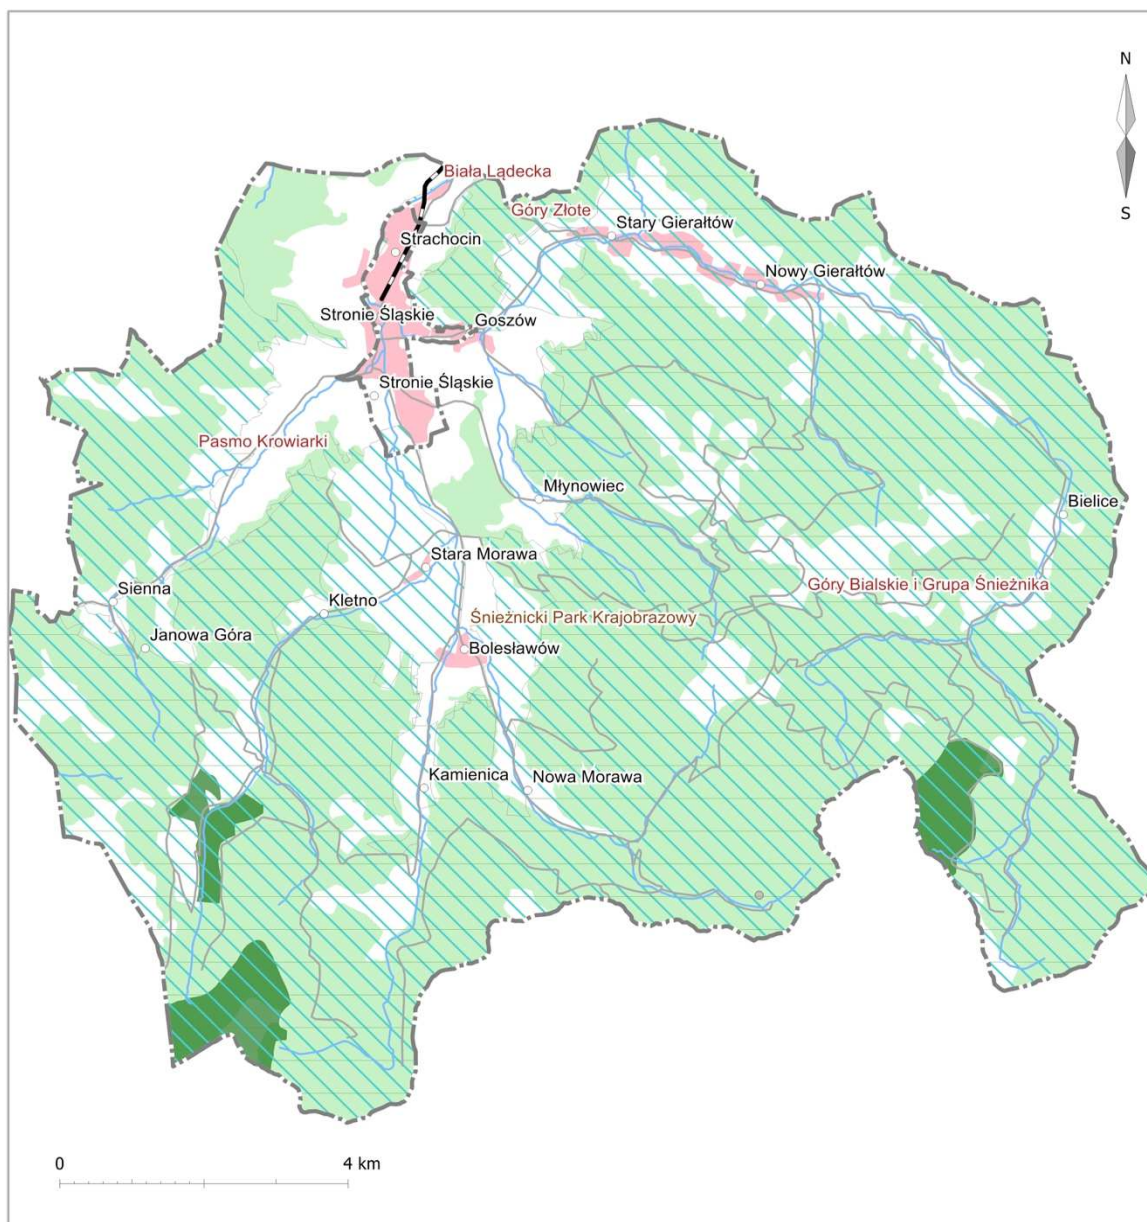 N
S
Biała Lądecka
Góry Złote
Stary Gierałtów
Strachocin
Nowy Gierałtów
Stronie Śląskie
Goszów
Stronie Śląskie
Pasmo Krowiarki
Młynowiec
Bielice
Stara Morawa
Sienna
Góry Bialskie i Grupa Śnieżnika
Kletno
Śnieżnicki Park Krajobrazowy
Janowa Góra
Bolesławów
Kamienica
Nowa Morawa
0
4 km